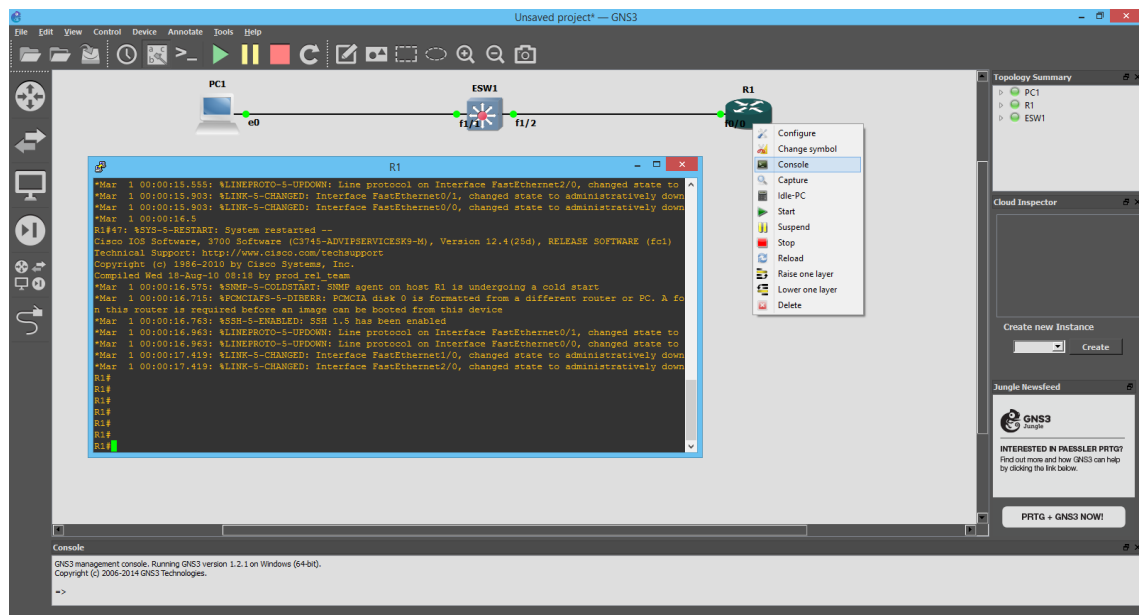 Unsaved project* — GNS3
File Edit View Control Device Annotate Tools Help
PC1
ESW1
R1
e0
f1/1
f1/2
f0/0
Configure
Change symbol
Console
Capture
Idle-PC
Start
Suspend
Stop
Reload
Raise one layer
Lower one layer
Delete
R1
*Mar 1 00:00:15.555: %LINEPROTO-5-UPDOWN: Line protocol on Interface FastEthernet2/0, changed state to
*Mar 1 00:00:15.903: %LINK-5-CHANGED: Interface FastEthernet0/1, changed state to administratively down
*Mar 1 00:00:15.903: %LINK-5-CHANGED: Interface FastEthernet0/0, changed state to administratively down
*Mar 1 00:00:16.5
R1#47: %SYS-5-RESTART: System restarted --
Cisco IOS Software, 3700 Software (C3745-ADVIPSERVICESK9-M), Version 12.4(25d), RELEASE SOFTWARE (fc1)
Technical Support: http://www.cisco.com/techsupport
Copyright (c) 1986-2010 by Cisco Systems, Inc.
Compiled Wed 18-Aug-10 08:18 by prod_rel_team
*Mar 1 00:00:16.575: %SNMP-5-COLDSTART: SNMP agent on host R1 is undergoing a cold start
*Mar 1 00:00:16.715: %PCMCIAFS-5-DIBERR: PCMCIA disk 0 is formatted from a different router or PC. A fo
n this router is required before an image can be booted from this device
*Mar 1 00:00:16.763: %SSH-5-ENABLED: SSH 1.5 has been enabled
*Mar 1 00:00:16.963: %LINEPROTO-5-UPDOWN: Line protocol on Interface FastEthernet0/1, changed state to
*Mar 1 00:00:16.963: %LINEPROTO-5-UPDOWN: Line protocol on Interface FastEthernet0/0, changed state to
*Mar 1 00:00:17.419: %LINK-5-CHANGED: Interface FastEthernet1/0, changed state to administratively down
*Mar 1 00:00:17.419: %LINK-5-CHANGED: Interface FastEthernet2/0, changed state to administratively down
R1#
R1#
R1#
R1#
R1#
R1#
Topology Summary
PC1
R1
ESW1
Cloud Inspector
Create new Instance
Create
Jungle Newsfeed
GNS3
Jungle
INTERESTED IN PAESSLER PRTG?
Find out more and how GNS3 can help
by clicking the link below.
PRTG + GNS3 NOW!
Console
GNS3 management console. Running GNS3 version 1.2.1 on Windows (64-bit).
Copyright (c) 2006-2014 GNS3 Technologies.
=>